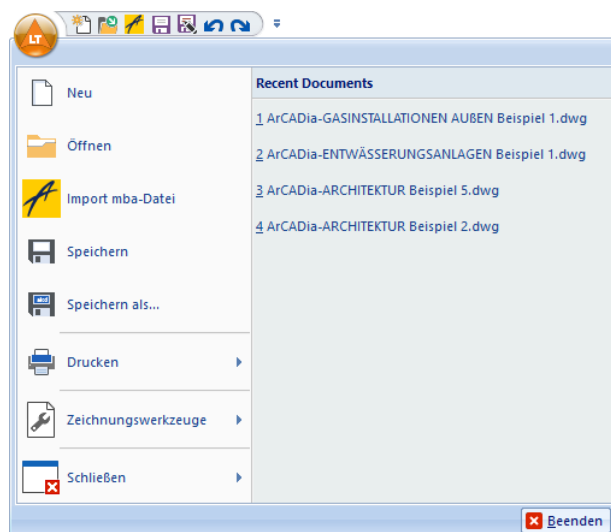 LT
Neu
Öffnen
Import mba-Datei
Speichern
Speichern als...
Drucken
Zeichnungswerkzeuge
Schließen
Recent Documents
1 ArCADia-GASINSTALLATIONEN AUßEN Beispiel 1.dwg
2 ArCADia-ENTWÄSSERUNGSANLAGEN Beispiel 1.dwg
3 ArCADia-ARCHITEKTUR Beispiel 5.dwg
4 ArCADia-ARCHITEKTUR Beispiel 2.dwg
Beenden